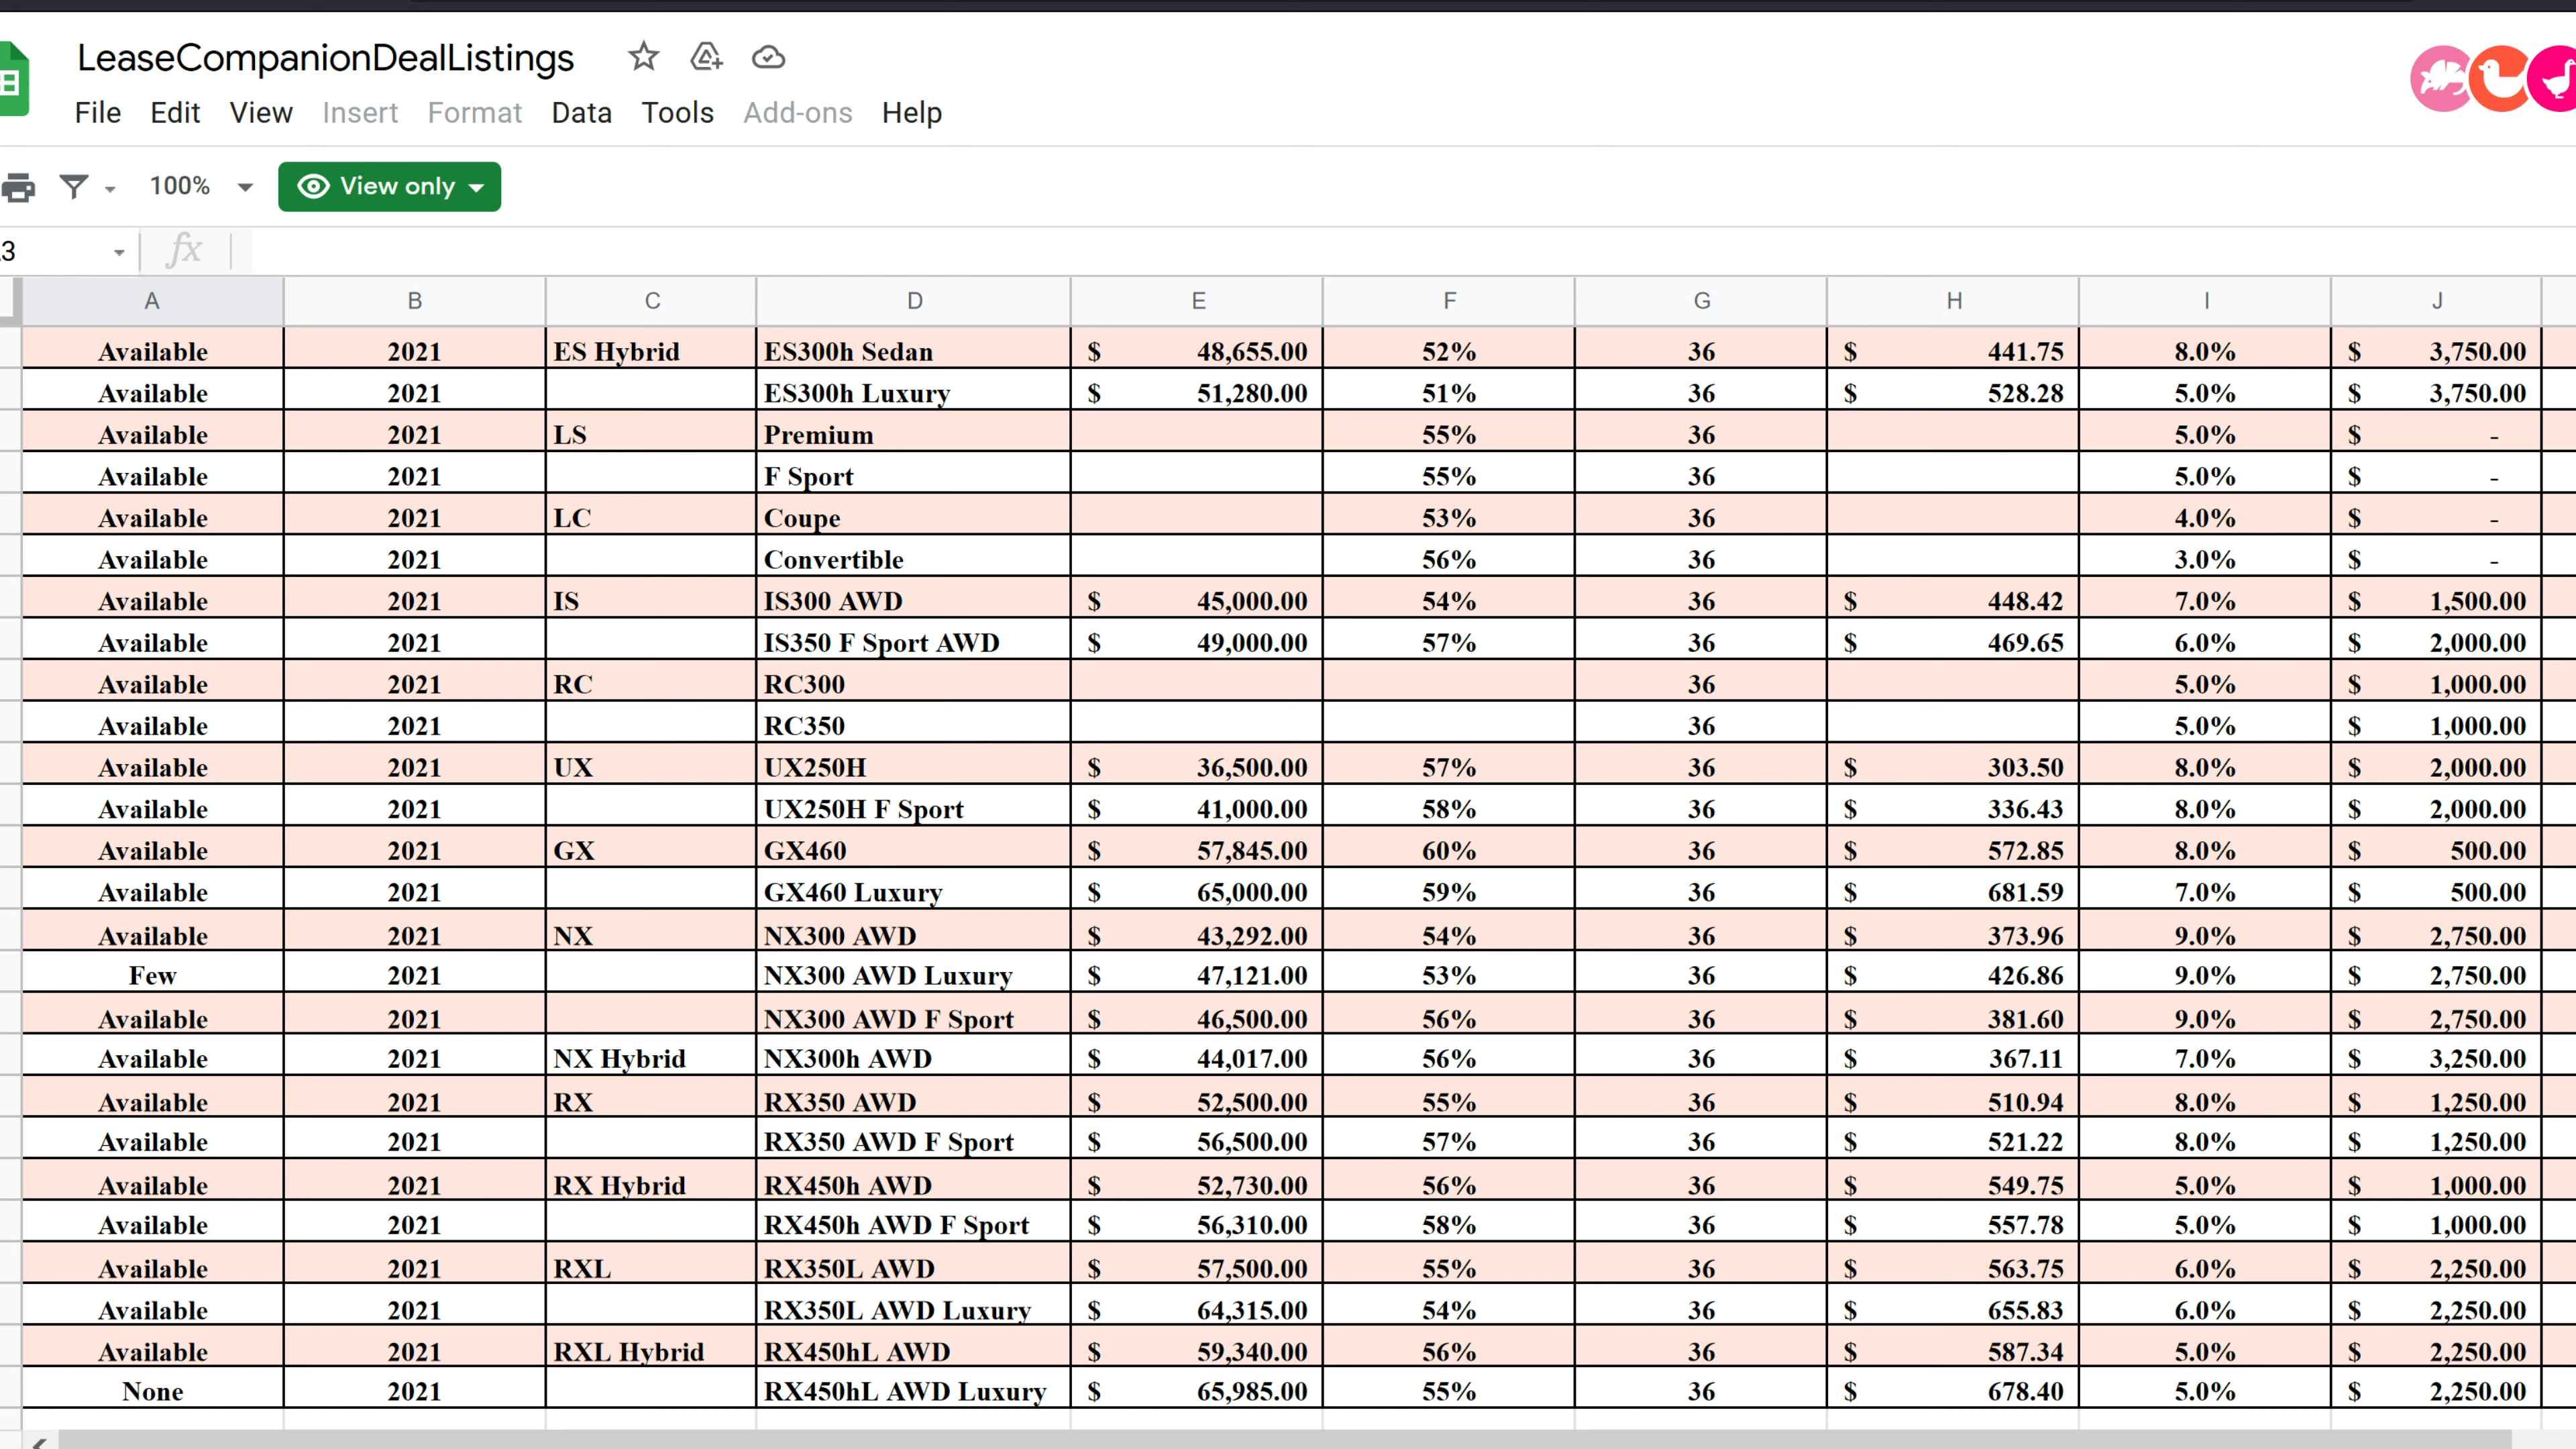 LeaseCompanionDealListings
File Edit View Insert Format Data Tools Add-ons Help
100% View only
3 fx
A B C D E F G H I J
Available 2021 ES Hybrid ES300h Sedan $ 48,655.00 52% 36 $ 441.75 8.0% $ 3,750.00
Available 2021 ES300h Luxury $ 51,280.00 51% 36 $ 528.28 5.0% $ 3,750.00
Available 2021 LS Premium 55% 36 5.0% $ -
Available 2021 F Sport 55% 36 5.0% $ -
Available 2021 LC Coupe 53% 36 4.0% $ -
Available 2021 Convertible 56% 36 3.0% $ -
Available 2021 IS IS300 AWD $ 45,000.00 54% 36 $ 448.42 7.0% $ 1,500.00
Available 2021 IS350 F Sport AWD $ 49,000.00 57% 36 $ 469.65 6.0% $ 2,000.00
Available 2021 RC RC300 36 5.0% $ 1,000.00
Available 2021 RC350 36 5.0% $ 1,000.00
Available 2021 UX UX250H $ 36,500.00 57% 36 $ 303.50 8.0% $ 2,000.00
Available 2021 UX250H F Sport $ 41,000.00 58% 36 $ 336.43 8.0% $ 2,000.00
Available 2021 GX GX460 $ 57,845.00 60% 36 $ 572.85 8.0% $ 500.00
Available 2021 GX460 Luxury $ 65,000.00 59% 36 $ 681.59 7.0% $ 500.00
Available 2021 NX NX300 AWD $ 43,292.00 54% 36 $ 373.96 9.0% $ 2,750.00
Few 2021 NX300 AWD Luxury $ 47,121.00 53% 36 $ 426.86 9.0% $ 2,750.00
Available 2021 NX300 AWD F Sport $ 46,500.00 56% 36 $ 381.60 9.0% $ 2,750.00
Available 2021 NX Hybrid NX300h AWD $ 44,017.00 56% 36 $ 367.11 7.0% $ 3,250.00
Available 2021 RX RX350 AWD $ 52,500.00 55% 36 $ 510.94 8.0% $ 1,250.00
Available 2021 RX350 AWD F Sport $ 56,500.00 57% 36 $ 521.22 8.0% $ 1,250.00
Available 2021 RX Hybrid RX450h AWD $ 52,730.00 56% 36 $ 549.75 5.0% $ 1,000.00
Available 2021 RX450h AWD F Sport $ 56,310.00 58% 36 $ 557.78 5.0% $ 1,000.00
Available 2021 RXL RX350L AWD $ 57,500.00 55% 36 $ 563.75 6.0% $ 2,250.00
Available 2021 RX350L AWD Luxury $ 64,315.00 54% 36 $ 655.83 6.0% $ 2,250.00
Available 2021 RXL Hybrid RX450hL AWD $ 59,340.00 56% 36 $ 587.34 5.0% $ 2,250.00
None 2021 RX450hL AWD Luxury $ 65,985.00 55% 36 $ 678.40 5.0% $ 2,250.00